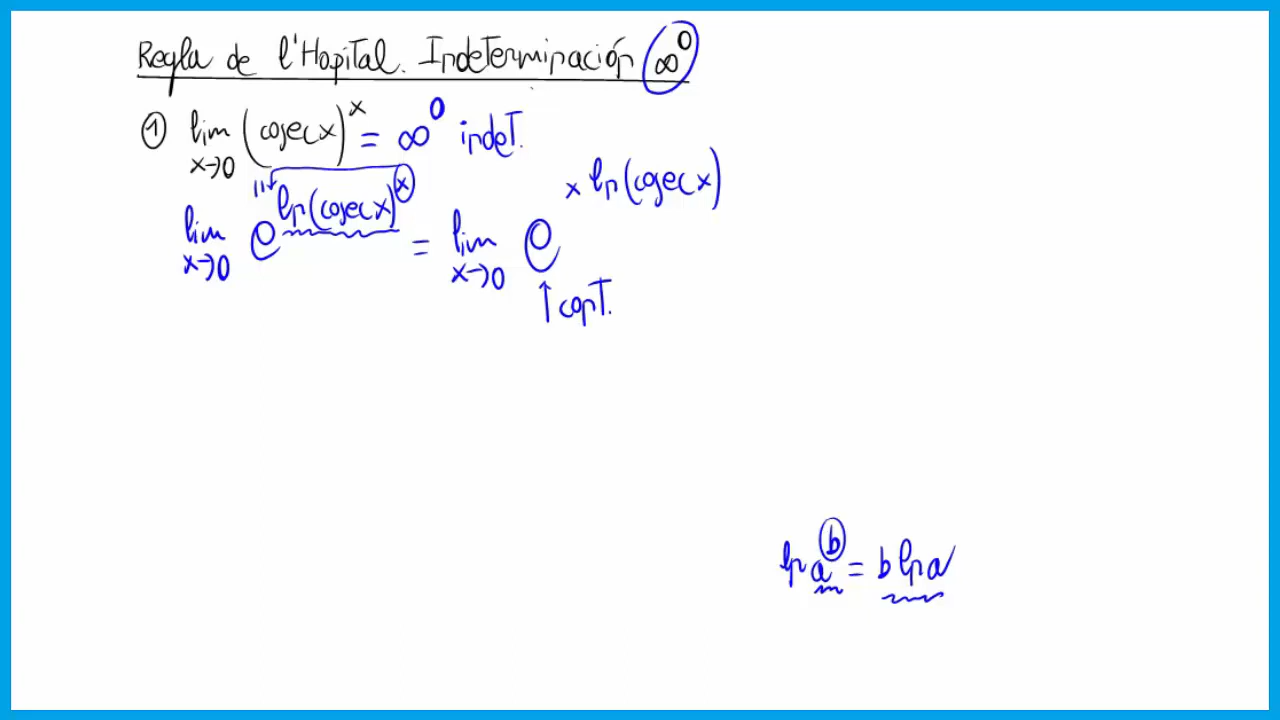 Regla de l'Hopital. Indeterminación ∞^0
① lim x→0 (cosec x)^x = ∞^0 indet.
lim x→0 e^(ln(cosec x)^x) = lim x→0 e^(x ln(cosec x))
↑ cont.
ln a^b = b ln a